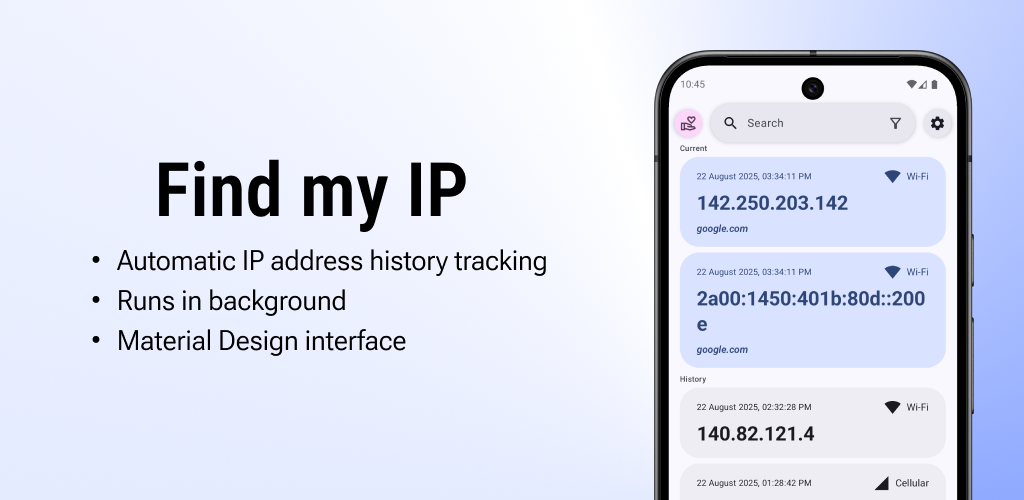 Find my IP
• Automatic IP address history tracking
• Runs in background
• Material Design interface
10:45
Search
Current
22 August 2025, 03:34:11 PM Wi-Fi
142.250.203.142
google.com
22 August 2025, 03:34:11 PM Wi-Fi
2a00:1450:401b:80d::200
e
google.com
History
22 August 2025, 02:32:28 PM Wi-Fi
140.82.121.4
22 August 2025, 01:28:42 PM Cellular